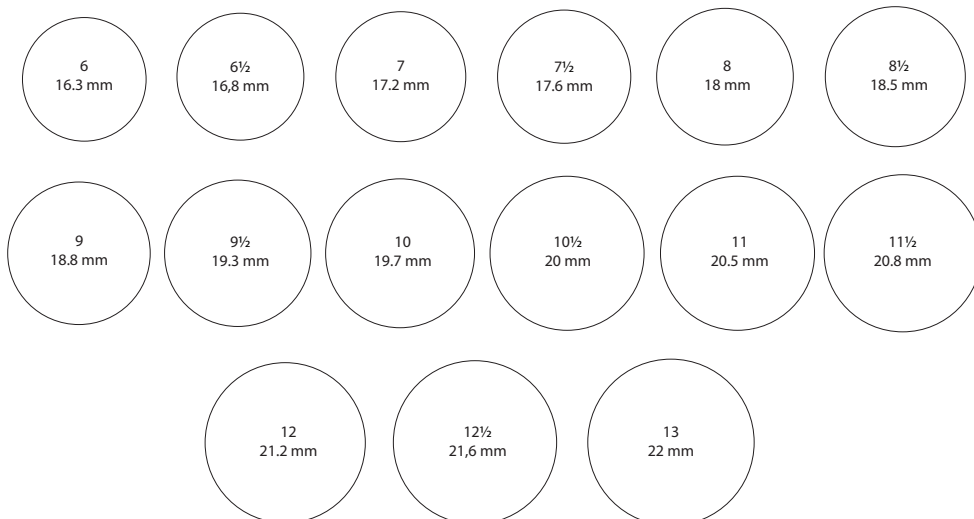 6
16.3 mm
6½
16,8 mm
7
17.2 mm
7½
17.6 mm
8
18 mm
8½
18.5 mm
9
18.8 mm
9½
19.3 mm
10
19.7 mm
10½
20 mm
11
20.5 mm
11½
20.8 mm
12
21.2 mm
12½
21,6 mm
13
22 mm